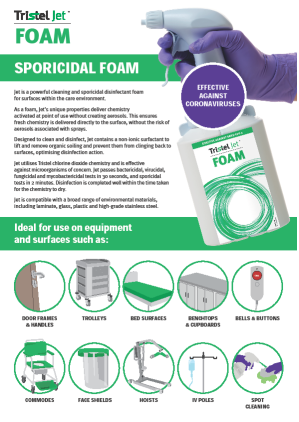 Tristel Jet™
FOAM
SPORICIDAL FOAM
Jet is a powerful cleaning and sporicidal disinfectant foam
for surfaces within the care environment.
As a foam, Jet's unique properties deliver chemistry
activated at point of use without creating aerosols. This ensures
fresh chemistry is delivered directly to the surface, without the risk of
aerosols associated with sprays.
Designed to clean and disinfect, Jet contains a non-ionic surfactant to
lift and remove organic soiling and prevent them from clinging back to
surfaces, optimising disinfection action.
Jet utilises Tristel chlorine dioxide chemistry and is effective
against microorganisms of concern. Jet passes bactericidal, virucidal,
fungicidal and mycobactericidal tests in 30 seconds, and sporicidal
tests in 2 minutes. Disinfection is completed well within the time taken
for the chemistry to dry.
Jet is compatible with a broad range of environmental materials,
including laminate, glass, plastic and high-grade stainless steel.
EFFECTIVE
AGAINST
CORONAVIRUSES
Tristel Jet
FOAM
Ideal for use on equipment
and surfaces such as:
DOOR FRAMES
& HANDLES
TROLLEYS
BED SURFACES
BENCHTOPS
& CUPBOARDS
BELLS & BUTTONS
COMMODES
FACE SHIELDS
HOISTS
IV POLES
SPOT
CLEANING